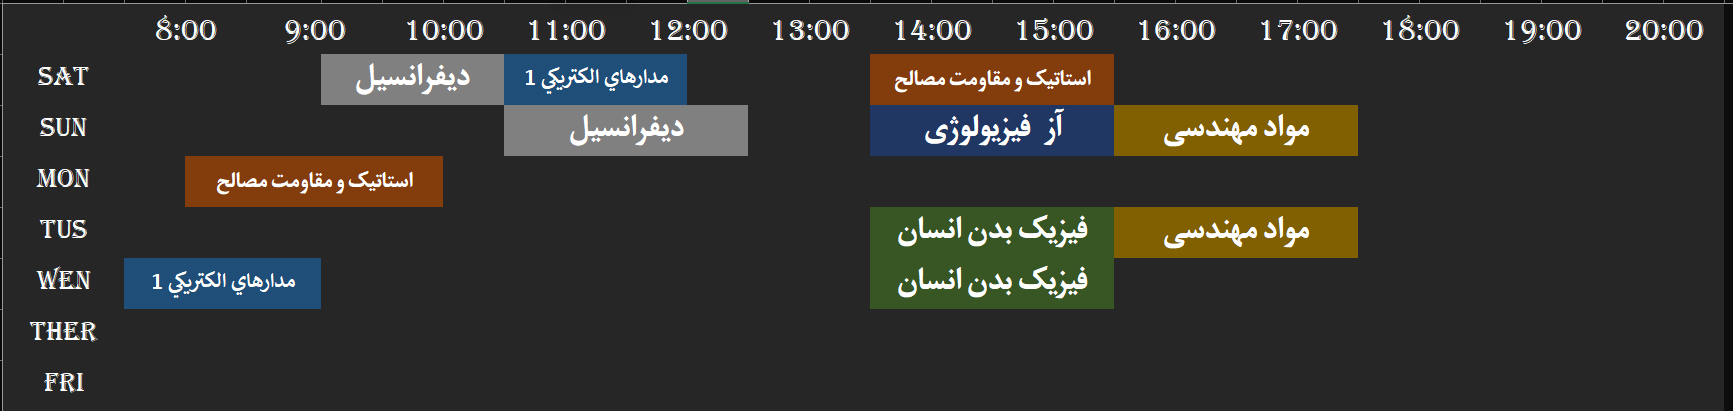 8:00 9:00 10:00 11:00 12:00 13:00 14:00 15:00 16:00 17:00 18:00 19:00 20:00
SAT دیفرانسیل مدارهاي الکتريکي 1 استاتیک و مقاومت مصالح
SUN دیفرانسیل آز فیزیولوژی مواد مهندسی
MON استاتیک و مقاومت مصالح
TUS فیزیک بدن انسان مواد مهندسی
WEN مدارهاي الکتريکي 1 فیزیک بدن انسان
THER
FRI